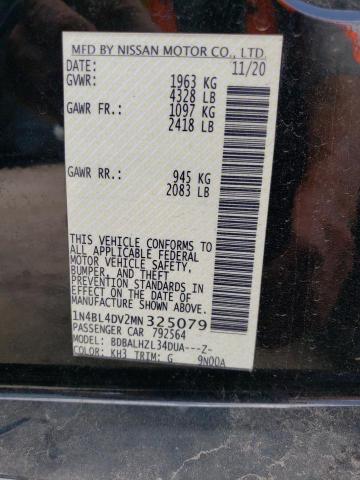 MFD BY NISSAN MOTOR CO., LTD.
DATE: 11/20
GVWR: 1963 KG
4328 LB
GAWR FR.: 1097 KG
2418 LB
GAWR RR.: 945 KG
2083 LB
THIS VEHICLE CONFORMS TO
ALL APPLICABLE FEDERAL
MOTOR VEHICLE SAFETY,
BUMPER, AND THEFT
PREVENTION STANDARDS
IN EFFECT ON THE DATE OF
MANUFACTURE SHOWN ABOVE.
1N4BL4DV2MN325079
PASSENGER CAR 792564
MODEL: BDBALHZL34DUA---Z-
COLOR: KH3 TRIM: G 9N00A